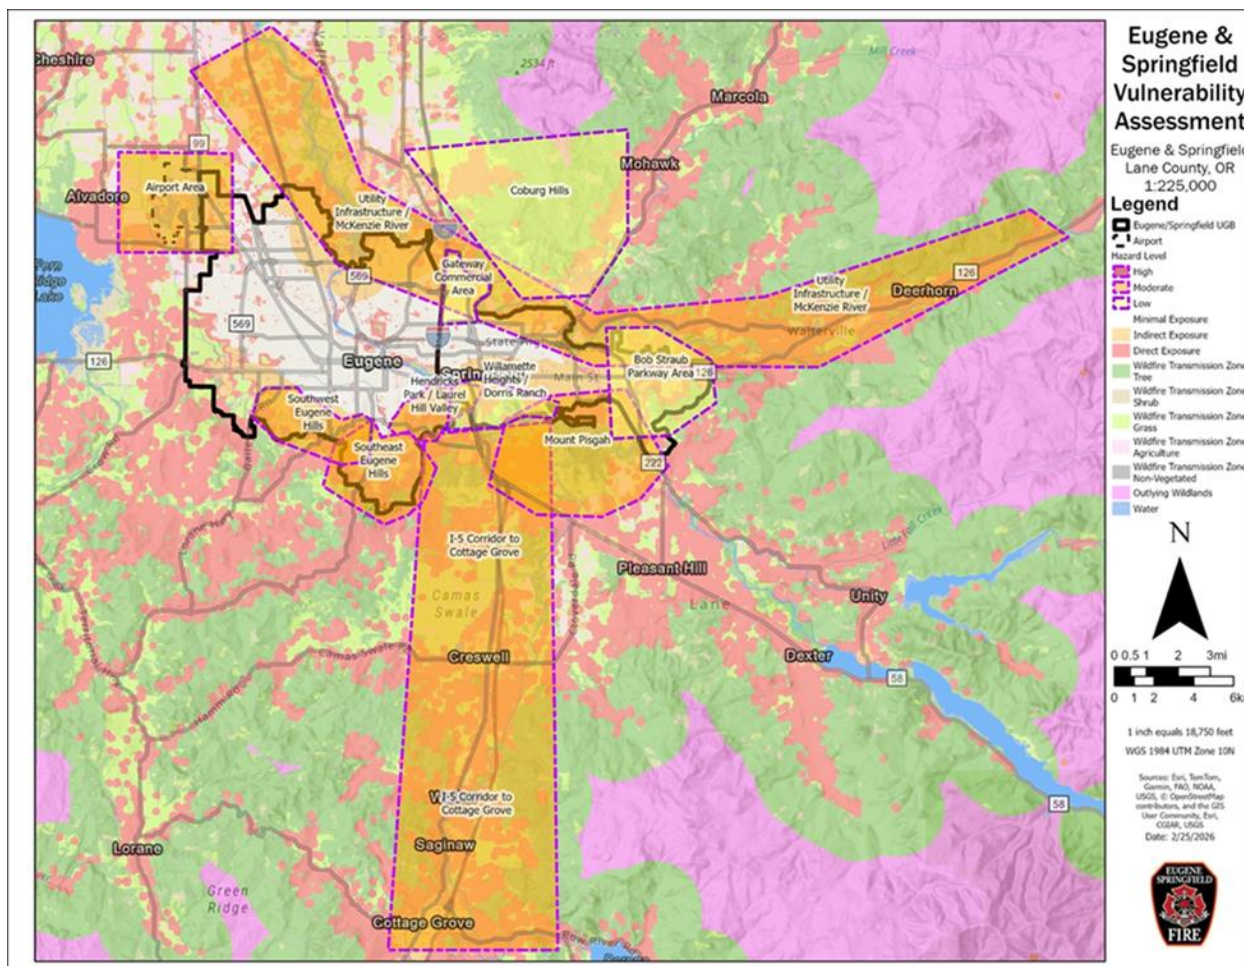 Eugene &
Springfield
Vulnerability
Assessment
Eugene & Springfield
Lane County, OR
1:225,000
Legend
Eugene/Springfield UGB
Airport
Hazard Level
High
Moderate
Low
Minimal Exposure
Indirect Exposure
Direct Exposure
Wildfire Transmission Zone
Tree
Wildfire Transmission Zone
Shrub
Wildfire Transmission Zone
Grass
Wildfire Transmission Zone
Agriculture
Wildfire Transmission Zone
Non-Vegetated
Outlying Wildlands
Water
N
0 0.5 1 2 3mi
0 1 2 4 6km
1 inch equals 18,750 feet
WGS 1984 UTM Zone 10N
Sources: Esri, TomTom,
Garmin, FAO, NOAA,
USGS, © OpenStreetMap
contributors, and the GIS
User Community, Esri,
CGIAR, USGS
Date: 2/25/2026
EUGENE
SPRINGFIELD
FIRE
Cheshire
2534 ft
Mill Creek
Marcola
99
Mohawk
Alvadore
Airport Area
Coburg Hills
Utility
Infrastructure /
McKenzie River
Fern
Ridge
Lake
569
Gateway
Commercial
Area
126
Deerhorn
Utility
Infrastructure /
McKenzie River
569
Walterville
126
Eugene
Bob Straub
Parkway Area
126
Main St
Willamette
Heights /
Dorris Ranch
Hendricks
Park / Laurel
Hill Valley
Southwest
Eugene
Hills
Southeast
Eugene
Hills
Mount Pisgah
222
I-5 Corridor to
Cottage Grove
Camas
Swale
Pleasant Hill
Lane
Unity
Creswell
Dexter
58
I-5 Corridor to
Cottage Grove
58
Saginaw
Lorane
Green
Ridge
Cottage Grove